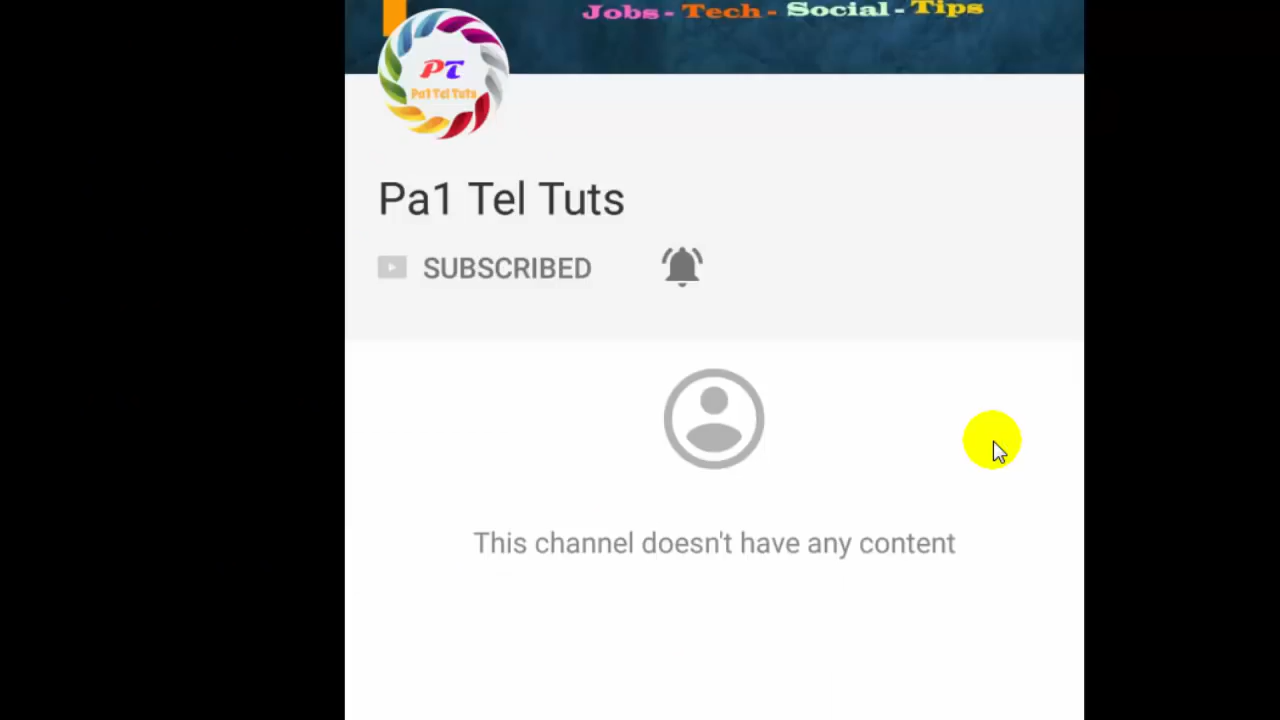 Jobs - Tech - Social - Tips
PT
Pa1 Tel Tuts
Pa1 Tel Tuts
SUBSCRIBED
This channel doesn't have any content